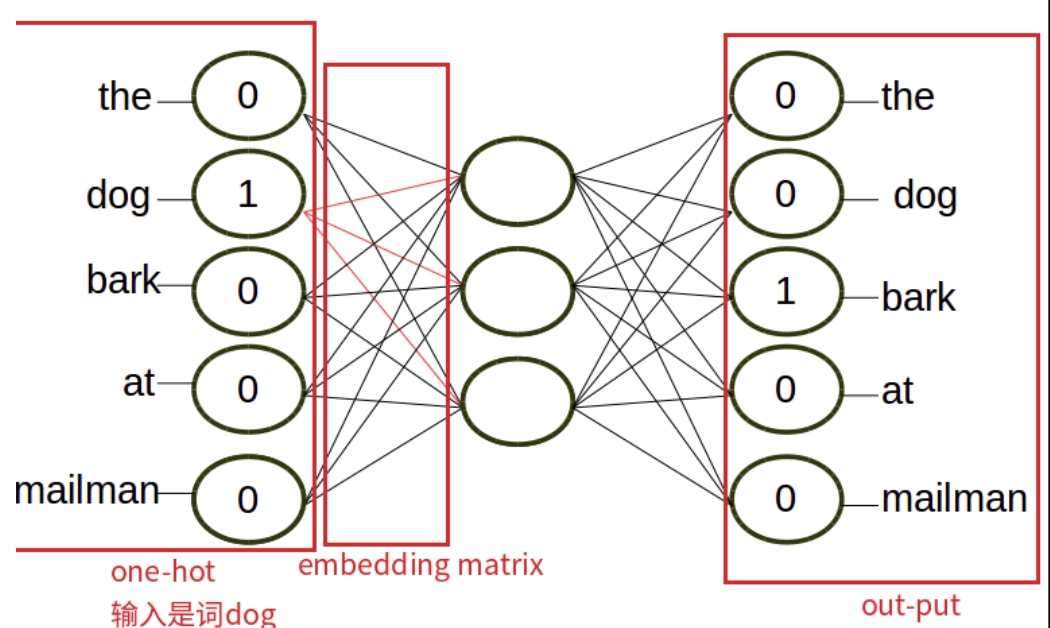 the 0 0 the
dog 1 0 dog
bark 0 1 bark
at 0 0 at
mailman 0 0 mailman
one-hot
输入是词dog
embedding matrix
out-put